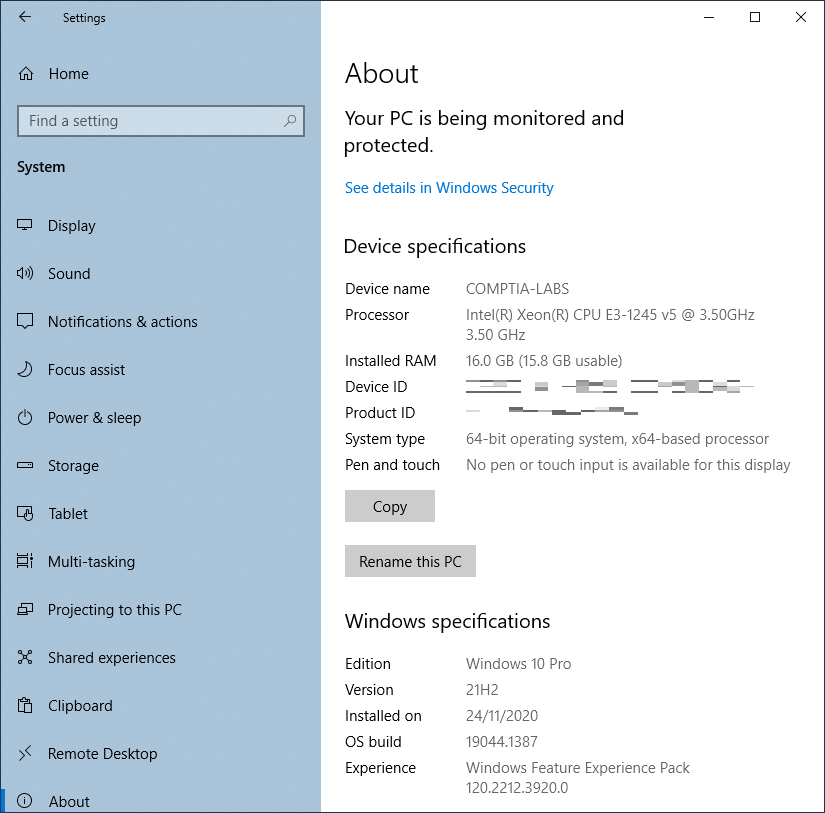 Settings
Home
Find a setting
System
Display
Sound
Notifications & actions
Focus assist
Power & sleep
Storage
Tablet
Multi-tasking
Projecting to this PC
Shared experiences
Clipboard
Remote Desktop
About
About
Your PC is being monitored and
protected.
See details in Windows Security
Device specifications
Device name COMPTIA-LABS
Processor Intel(R) Xeon(R) CPU E3-1245 v5 @ 3.50GHz
3.50 GHz
Installed RAM 16.0 GB (15.8 GB usable)
Device ID
Product ID
System type 64-bit operating system, x64-based processor
Pen and touch No pen or touch input is available for this display
Copy
Rename this PC
Windows specifications
Edition Windows 10 Pro
Version 21H2
Installed on 24/11/2020
OS build 19044.1387
Experience Windows Feature Experience Pack
120.2212.3920.0